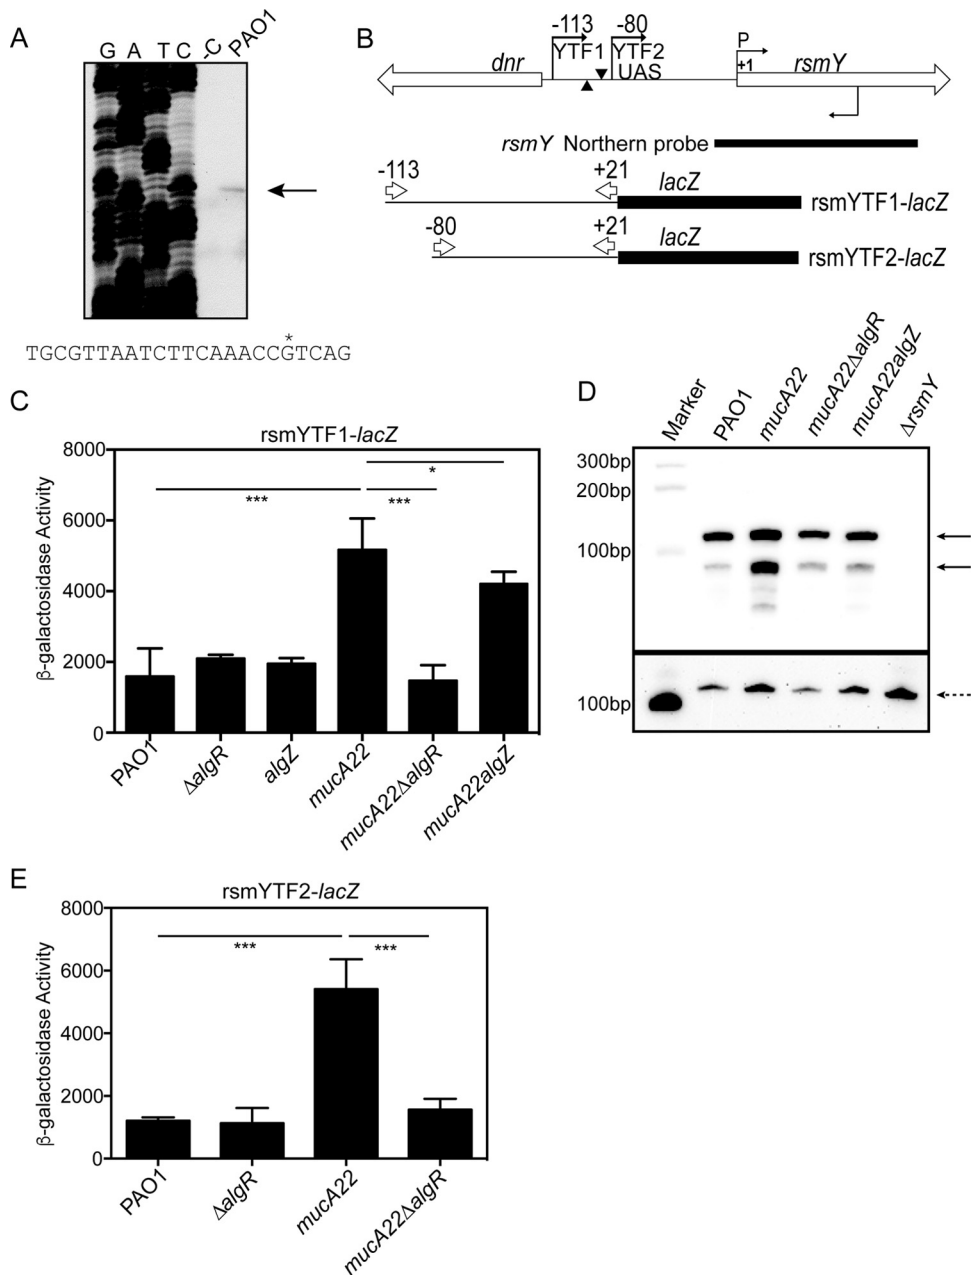 A
G A T C -C PAO1
*
TGCGTTAATCTTCAAACCGTCAG
B
-113 -80
YTF1 YTF2 P
dnr UAS +1 rsmY
rsmY Northern probe
-113 +21 lacZ
rsmYTF1-lacZ
-80 +21 lacZ
rsmYTF2-lacZ
C
rsmYTF1-lacZ
β-galactosidase Activity
8000
6000
4000
2000
0
***
***
*
PAO1
ΔalgR
algZ
mucA22
mucA22ΔalgR
mucA22algZ
D
Marker
PAO1
mucA22
mucA22ΔalgR
mucA22algZ
ΔrsmY
300bp
200bp
100bp
100bp
E
rsmYTF2-lacZ
β-galactosidase Activity
8000
6000
4000
2000
0
***
***
PAO1
ΔalgR
mucA22
mucA22ΔalgR